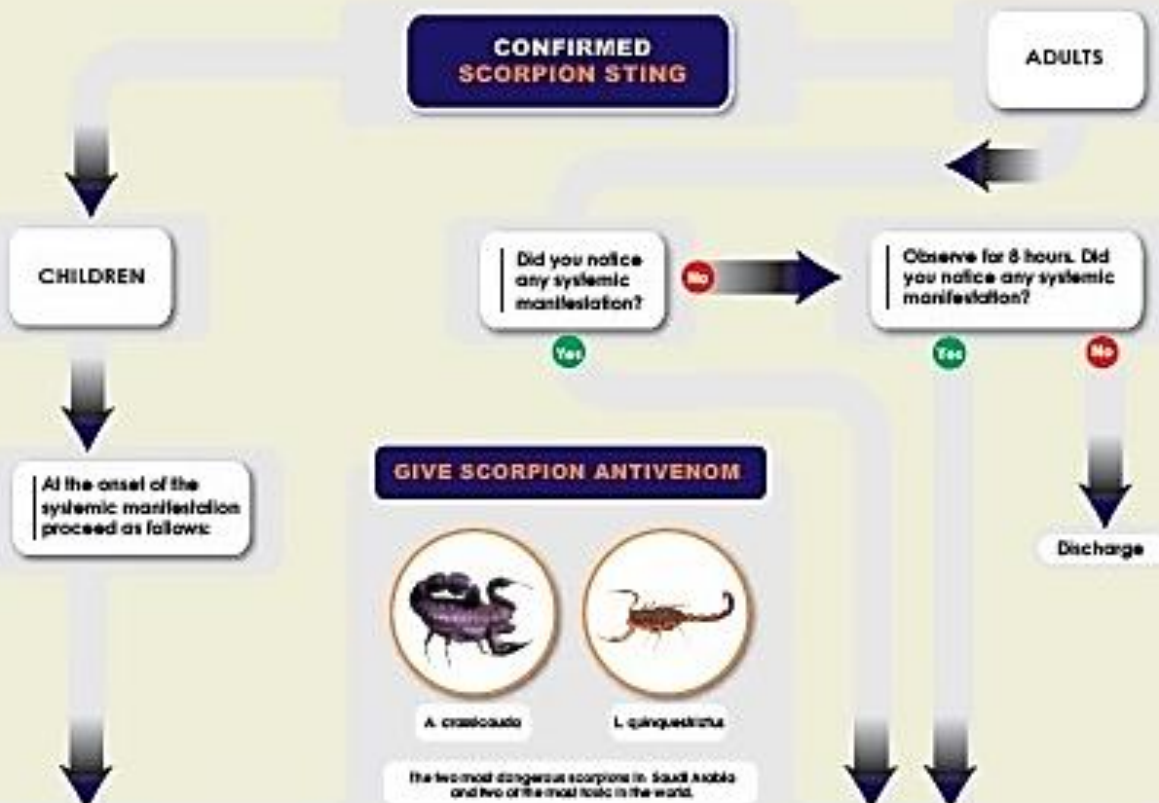 CONFIRMED
SCORPION STING
ADULTS
CHILDREN
Did you notice
any systemic
manifestation?
No
Observe for 8 hours. Did
you notice any systemic
manifestation?
Yes
Yes
No
At the onset of the
systemic manifestation
proceed as follows:
GIVE SCORPION ANTIVENOM
Discharge
A. crassicauda
L. quinquestriatus
The two most dangerous scorpions in Saudi Arabia
and two of the most toxic in the world.